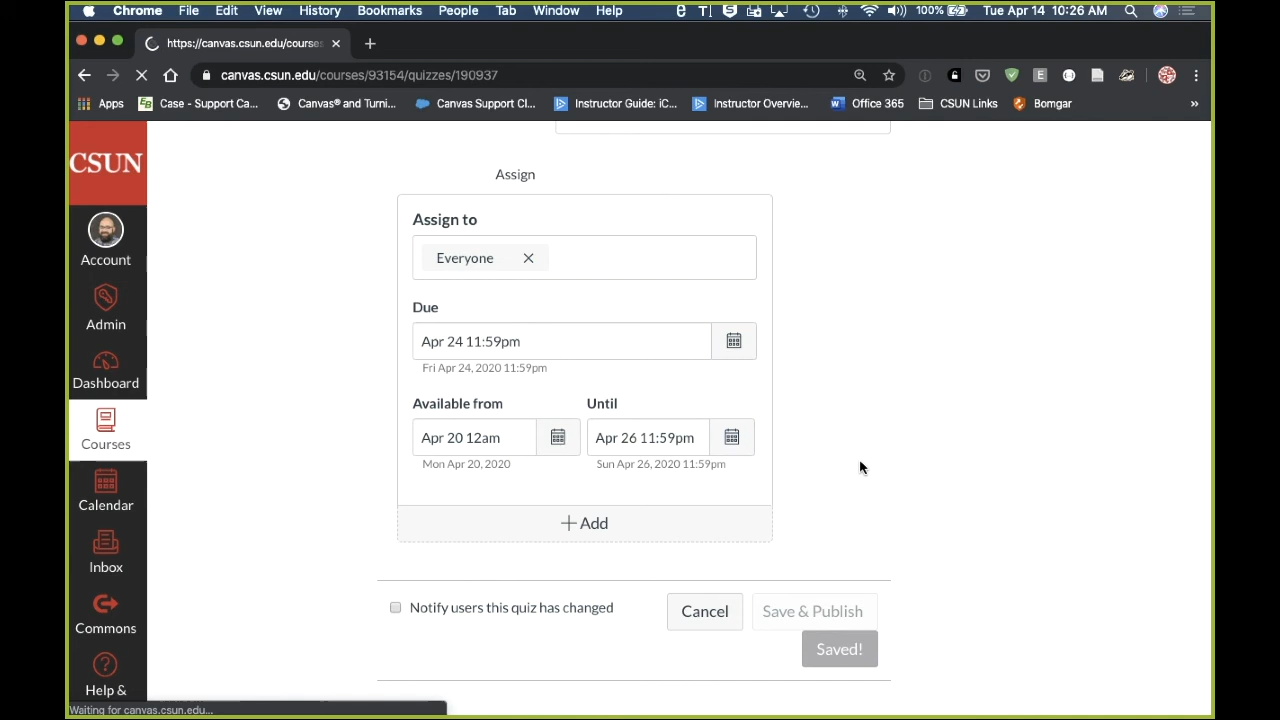 Chrome File Edit View History Bookmarks People Tab Window Help 100% Tue Apr 14 10:26 AM
https://canvas.csun.edu/courses
canvas.csun.edu/courses/93154/quizzes/190937
Apps Case - Support Ca... Canvas® and Turni... Canvas Support Cl... Instructor Guide: iC... Instructor Overvie... Office 365 CSUN Links Bomgar »
CSUN
Account
Admin
Dashboard
Courses
Calendar
Inbox
Commons
Help &
Assign
Assign to
Everyone
Due
Apr 24 11:59pm
Fri Apr 24, 2020 11:59pm
Available from Until
Apr 20 12am Apr 26 11:59pm
Mon Apr 20, 2020 Sun Apr 26, 2020 11:59pm
+ Add
Notify users this quiz has changed Cancel Save & Publish
Saved!
Waiting for canvas.csun.edu...